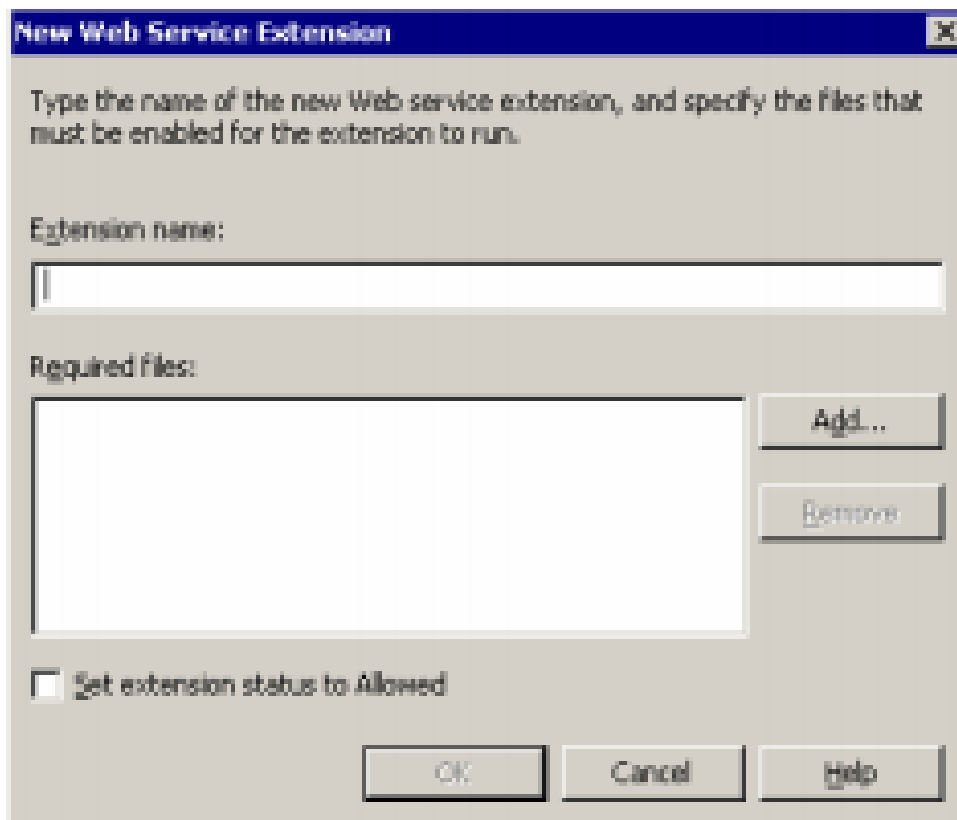 New Web Service Extension
Type the name of the new Web service extension, and specify the files that
must be enabled for the extension to run.
Extension name:
Required files:
Add...
Remove
Set extension status to Allowed
OK
Cancel
Help